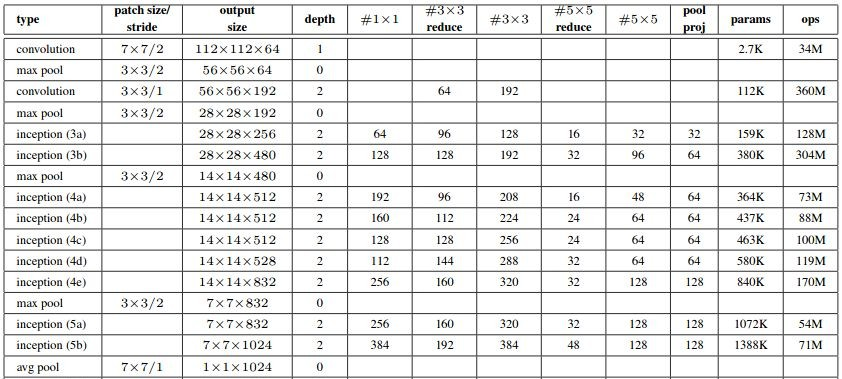 type patch size/ stride output size depth #1×1 #3×3 reduce #3×3 #5×5 reduce #5×5 pool proj params ops
convolution 7×7/2 112×112×64 1 2.7K 34M
max pool 3×3/2 56×56×64 0
convolution 3×3/1 56×56×192 2 64 192 112K 360M
max pool 3×3/2 28×28×192 0
inception (3a) 28×28×256 2 64 96 128 16 32 32 159K 128M
inception (3b) 28×28×480 2 128 128 192 32 96 64 380K 304M
max pool 3×3/2 14×14×480 0
inception (4a) 14×14×512 2 192 96 208 16 48 64 364K 73M
inception (4b) 14×14×512 2 160 112 224 24 64 64 437K 88M
inception (4c) 14×14×512 2 128 128 256 24 64 64 463K 100M
inception (4d) 14×14×528 2 112 144 288 32 64 64 580K 119M
inception (4e) 14×14×832 2 256 160 320 32 128 128 840K 170M
max pool 3×3/2 7×7×832 0
inception (5a) 7×7×832 2 256 160 320 32 128 128 1072K 54M
inception (5b) 7×7×1024 2 384 192 384 48 128 128 1388K 71M
avg pool 7×7/1 1×1×1024 0